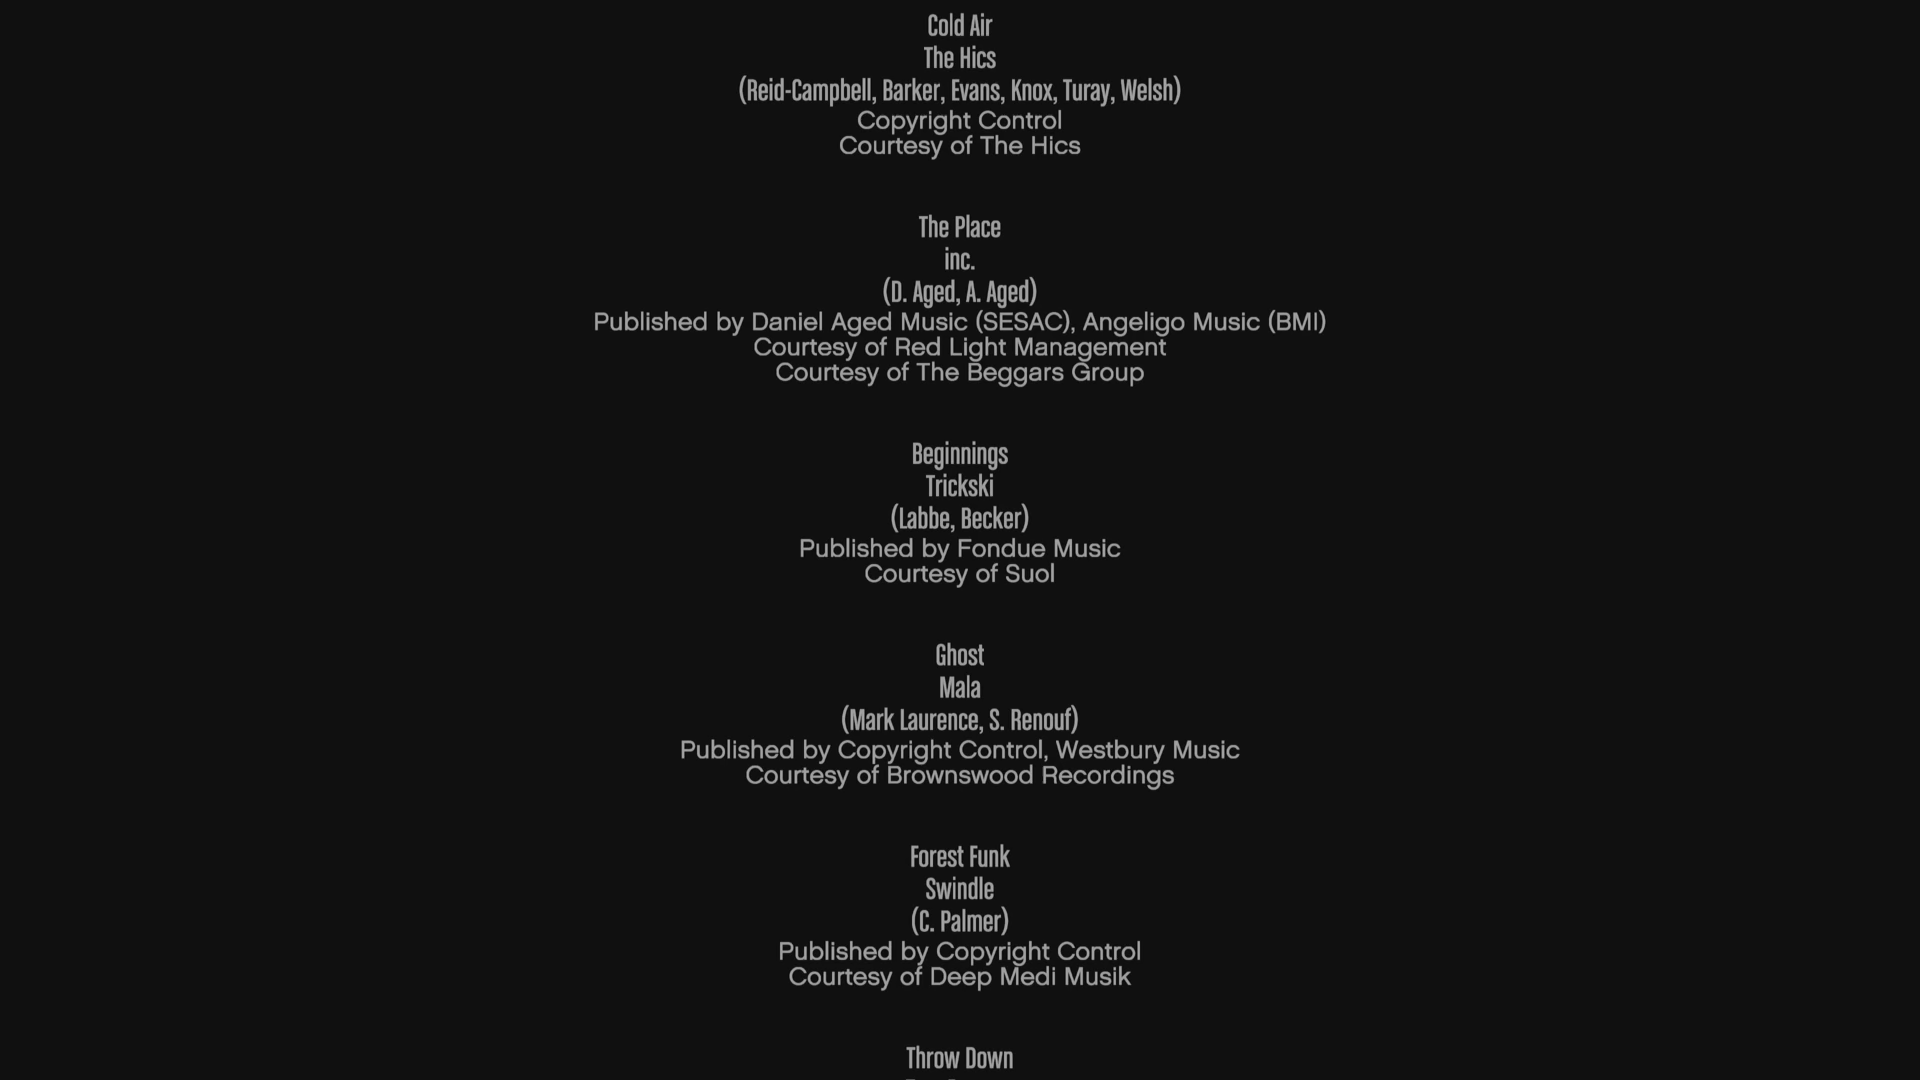 Cold Air
The Hics
(Reid-Campbell, Barker, Evans, Knox, Turay, Welsh)
Copyright Control
Courtesy of The Hics
The Place
inc.
(D. Aged, A. Aged)
Published by Daniel Aged Music (SESAC), Angeligo Music (BMI)
Courtesy of Red Light Management
Courtesy of The Beggars Group
Beginnings
Trickski
(Labbe, Becker)
Published by Fondue Music
Courtesy of Suol
Ghost
Mala
(Mark Laurence, S. Renouf)
Published by Copyright Control, Westbury Music
Courtesy of Brownswood Recordings
Forest Funk
Swindle
(C. Palmer)
Published by Copyright Control
Courtesy of Deep Medi Musik
Throw Down